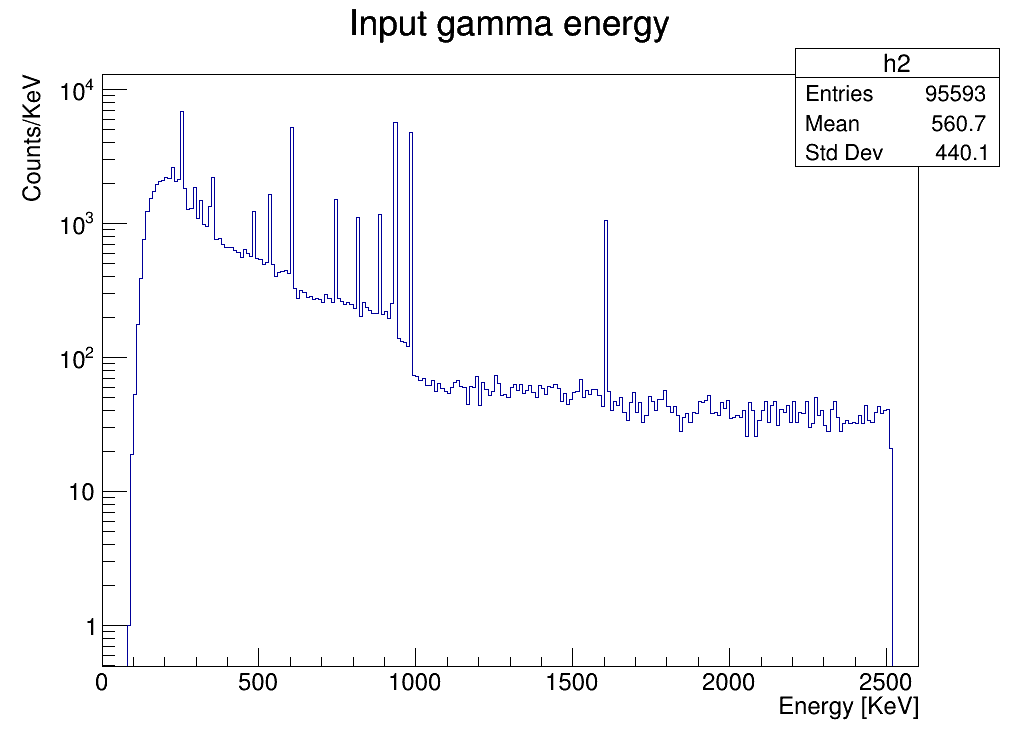 Input gamma energy
h2
Entries 95593
Mean 560.7
Std Dev 440.1
Counts/KeV
10^4
10^3
10^2
10
1
0 500 1000 1500 2000 2500
Energy [KeV]